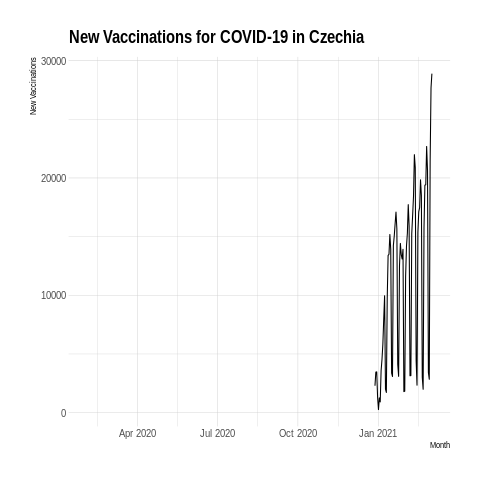 New Vaccinations for COVID-19 in Czechia
New Vaccinations
30000
20000
10000
0
Apr 2020
Jul 2020
Oct 2020
Jan 2021
Month